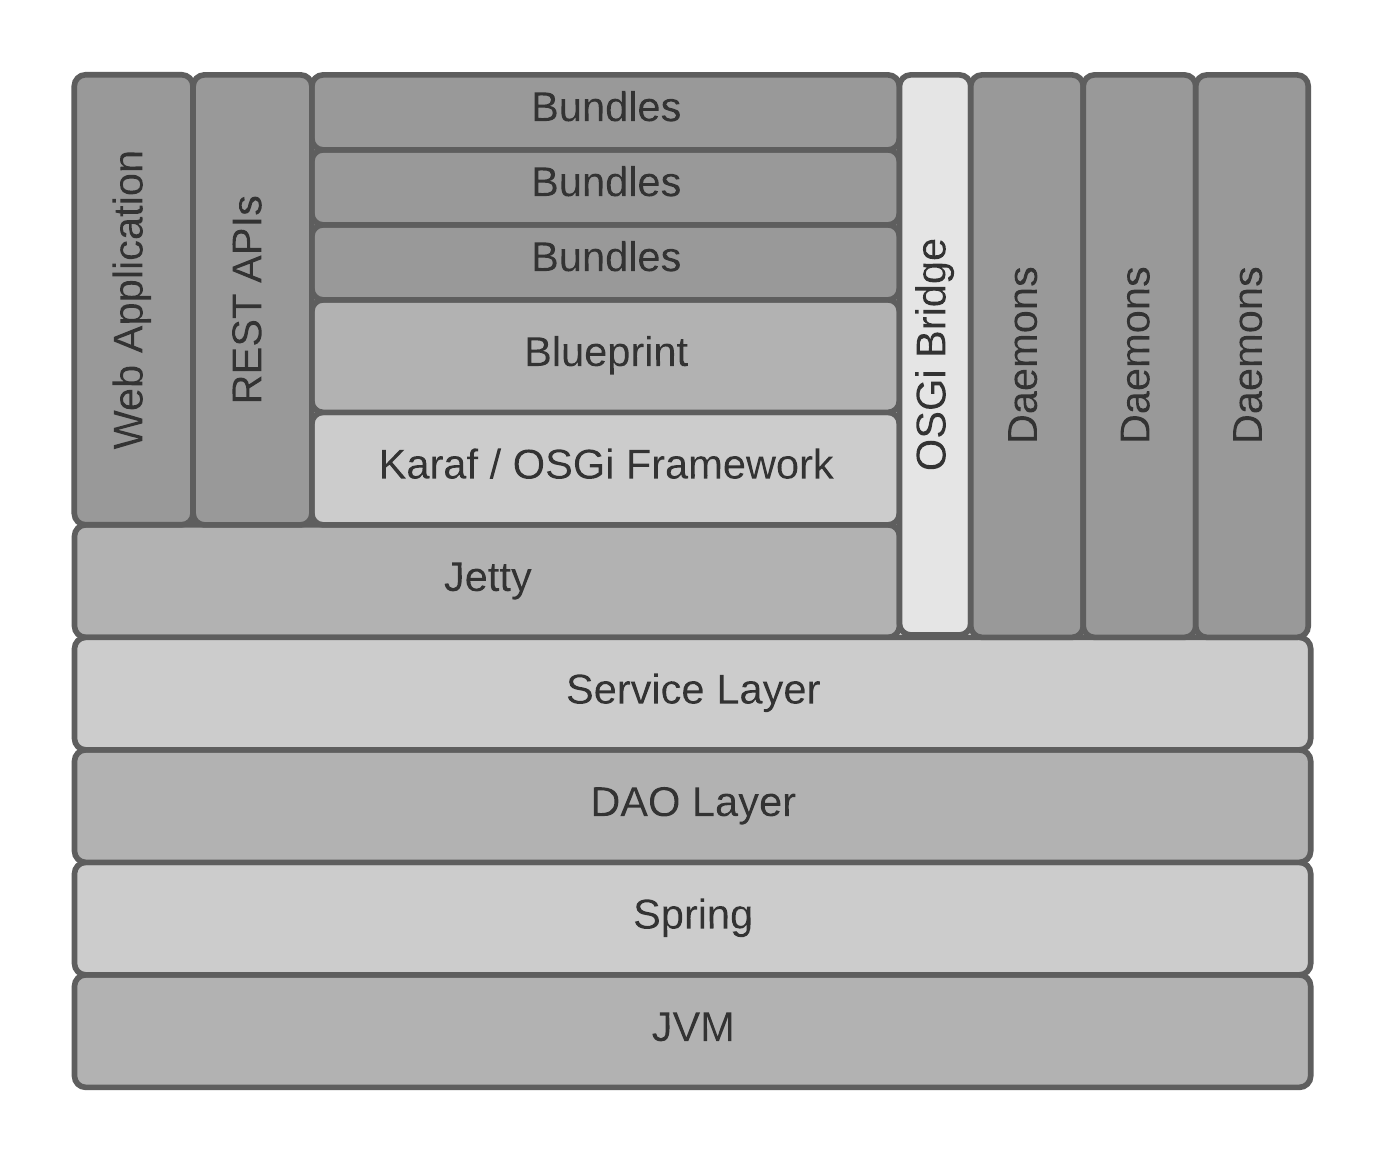 Web Application
REST APIs
Bundles
Bundles
Bundles
Blueprint
Karaf / OSGi Framework
OSGi Bridge
Daemons
Daemons
Daemons
Jetty
Service Layer
DAO Layer
Spring
JVM